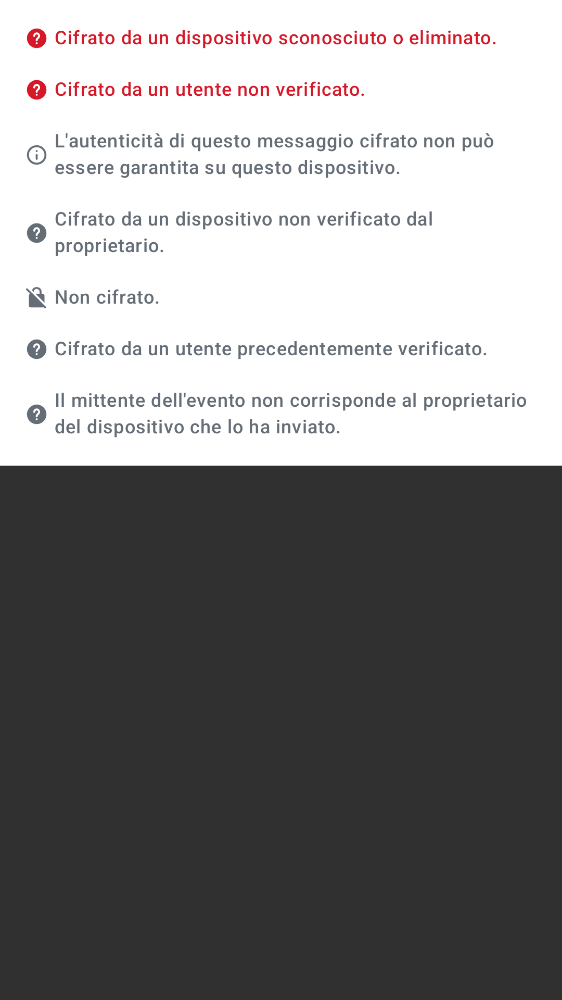 Cifrato da un dispositivo sconosciuto o eliminato.
Cifrato da un utente non verificato.
L'autenticità di questo messaggio cifrato non può
essere garantita su questo dispositivo.
Cifrato da un dispositivo non verificato dal
proprietario.
Non cifrato.
Cifrato da un utente precedentemente verificato.
Il mittente dell'evento non corrisponde al proprietario
del dispositivo che lo ha inviato.